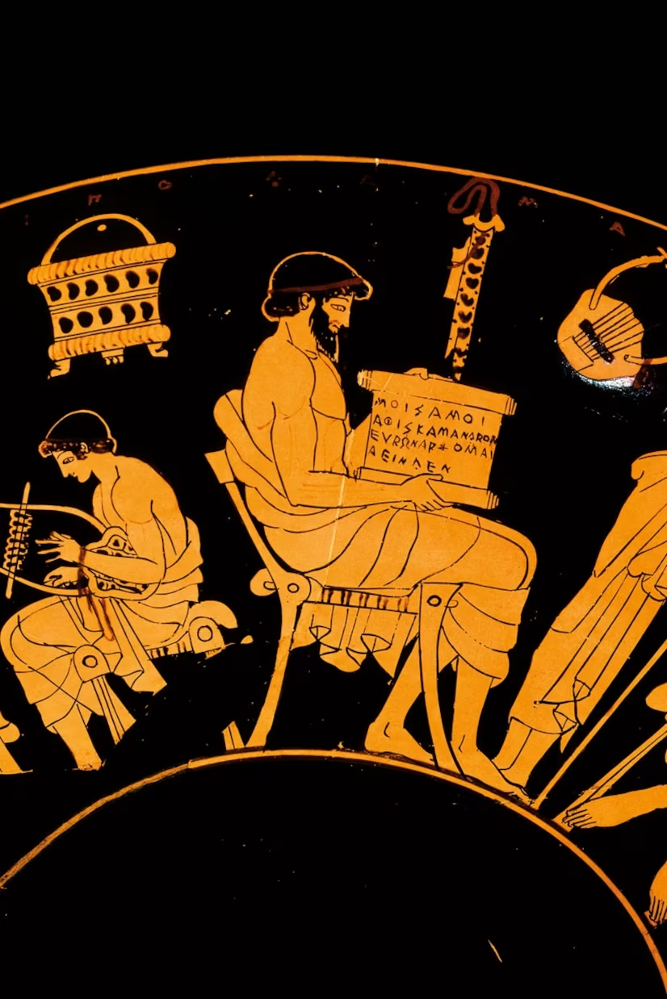 Ι Π Ο Δ Α Μ Α
ΜΟΙΣΑΜΟΙ
ΑΦΙΣΚΑΜΑΝΔΡΟΝ
ΕΥΡΩΝΑΡΧΟΜΑΙ
ΑΕΙΝΔΕΝ